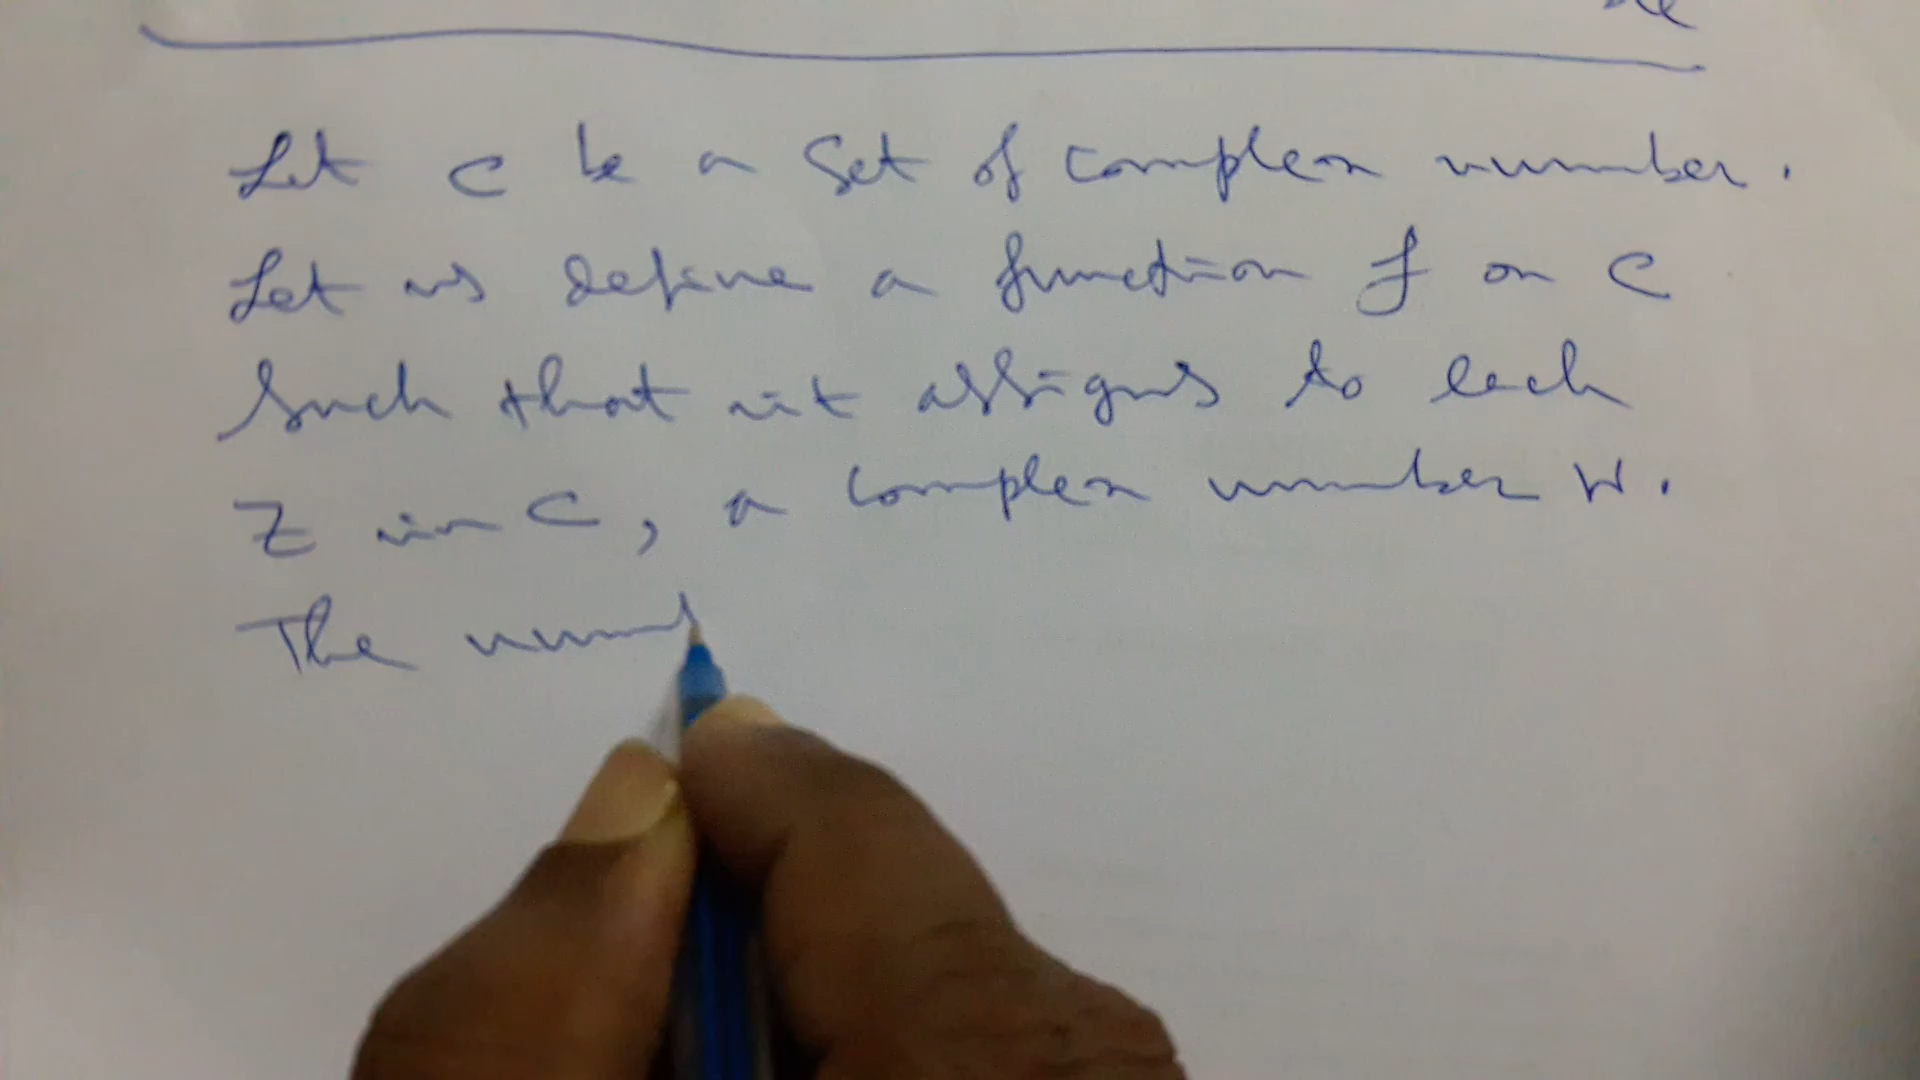 Let C be a Set of complex number.
Let us define a function f on C
Such that it assigns to each
Z in C, a complex number W.
The numb